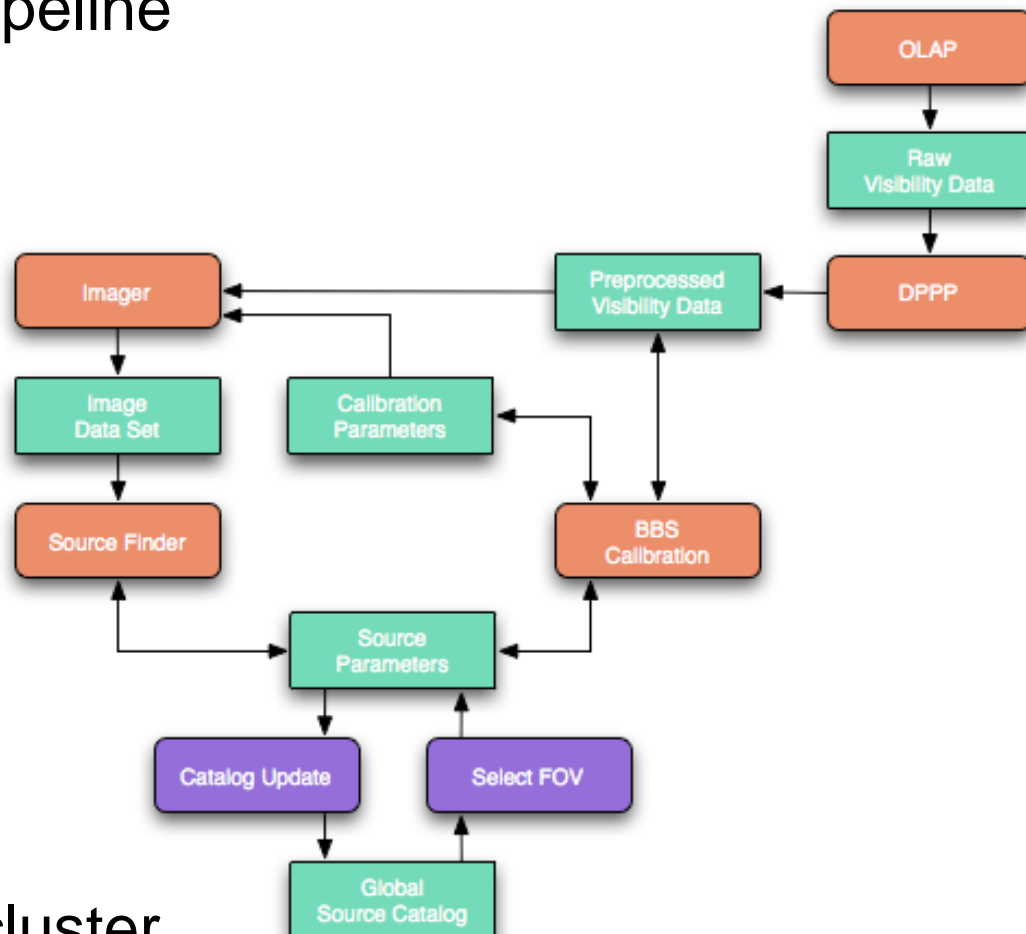 peline
OLAP
Raw
Visibility Data
Imager
Preprocessed
Visibility Data
DPPP
Image
Data Set
Calibration
Parameters
Source Finder
BBS
Calibration
Source
Parameters
Catalog Update
Select FOV
Global
Source Catalog
cluster